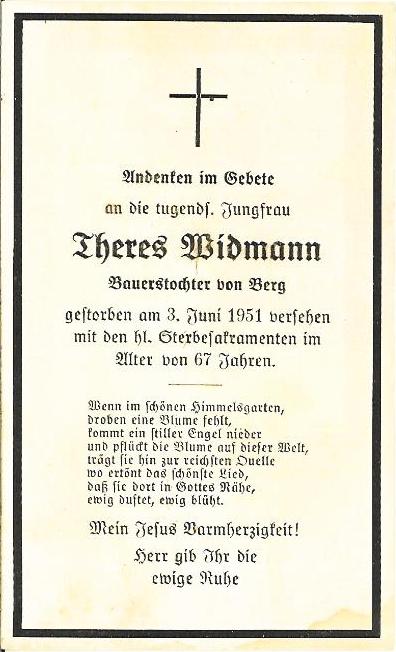 Andenken im Gebete
an die tugends. Jungfrau
Theres Widmann
Bauerstochter von Berg
gestorben am 3. Juni 1951 versehen
mit den hl. Sterbesakramenten im
Alter von 67 Jahren.
Wenn im schönen Himmelsgarten,
droben eine Blume fehlt,
kommt ein stiller Engel nieder
und pflückt die Blume auf dieser Welt,
trägt sie hin zur reichsten Quelle
wo ertönt das schönste Lied,
daß sie dort in Gottes Nähe,
ewig duftet, ewig blüht.
Mein Jesus Barmherzigkeit!
Herr gib Ihr die
ewige Ruhe